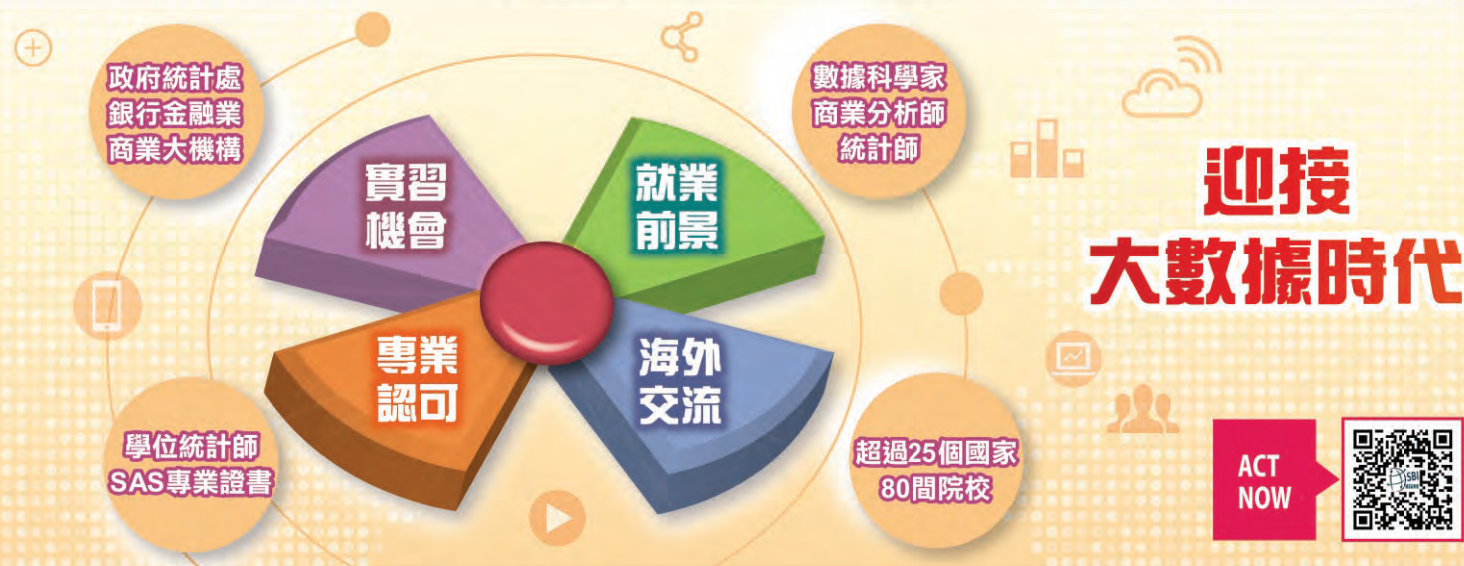 政府統計處
銀行金融業
商業大機構
實習
機會
就業
前景
數據科學家
商業分析師
統計師
迎接
大數據時代
專業
認可
海外
交流
學位統計師
SAS專業證書
超過25個國家
80間院校
ACT
NOW
SBI